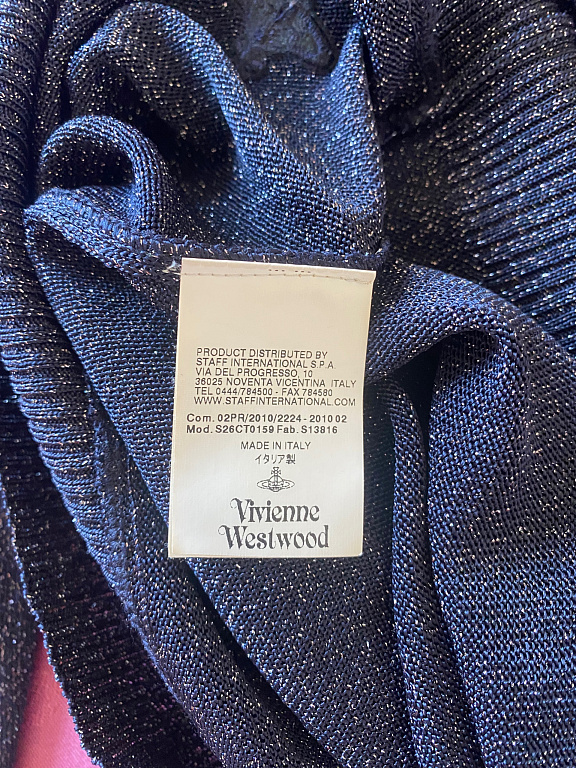 PRODUCT DISTRIBUTED BY
STAFF INTERNATIONAL S.P.A.
VIA DEL PROGRESSO, 10
36025 NOVENTA VICENTINA ITALY
TEL 0444/784500 - FAX 784580
WWW.STAFFINTERNATIONAL.COM
Com. 02PR/2010/2224 - 2010 02
Mod. S26CT0159 Fab. S13816
MADE IN ITALY
イタリア製
Vivienne
Westwood